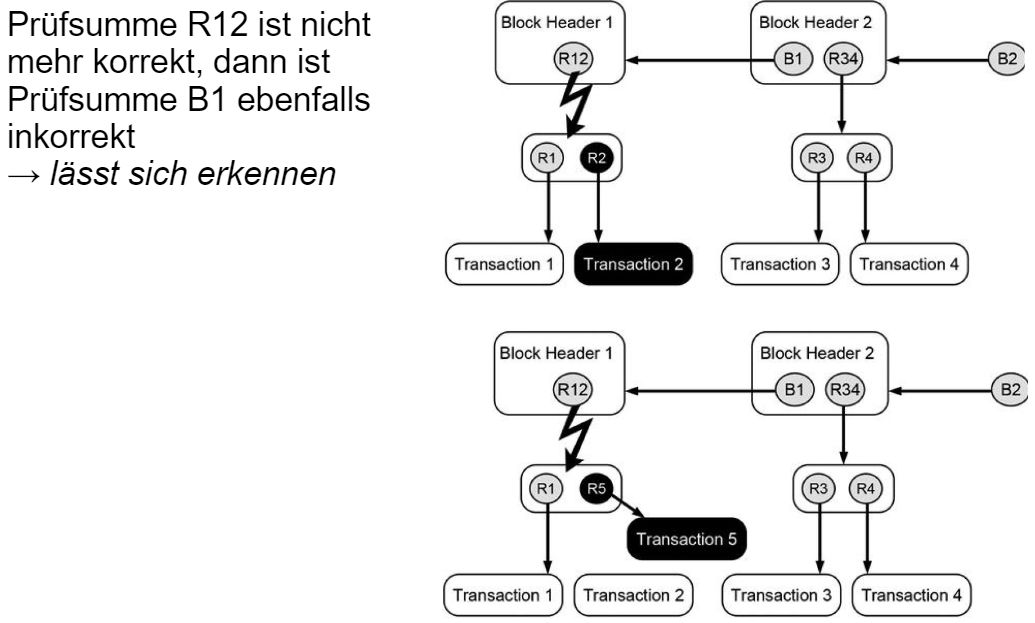 Prüfsumme R12 ist nicht
mehr korrekt, dann ist
Prüfsumme B1 ebenfalls
inkorrekt
→ lässt sich erkennen
Block Header 1
R12
Block Header 2
B1 R34
B2
R1 R2
R3 R4
Transaction 1
Transaction 2
Transaction 3
Transaction 4
Block Header 1
R12
Block Header 2
B1 R34
B2
R1 R5
R3 R4
Transaction 5
Transaction 1
Transaction 2
Transaction 3
Transaction 4